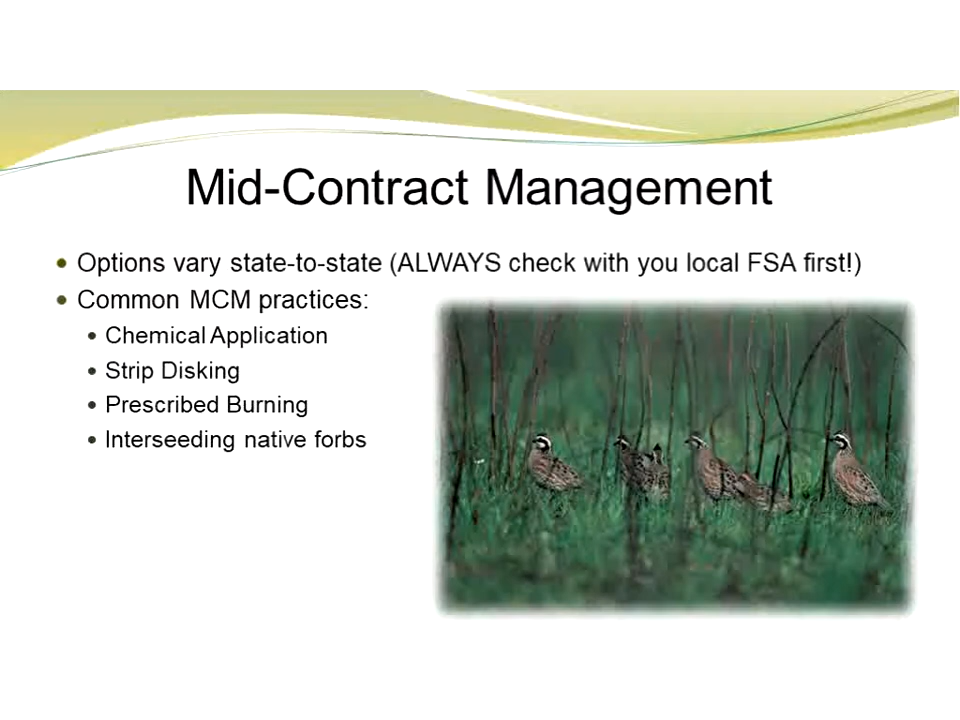 Mid-Contract Management
• Options vary state-to-state (ALWAYS check with you local FSA first!)
• Common MCM practices:
• Chemical Application
• Strip Disking
• Prescribed Burning
• Interseeding native forbs